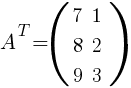 A^T = ( 7 1
8 2
9 3 )